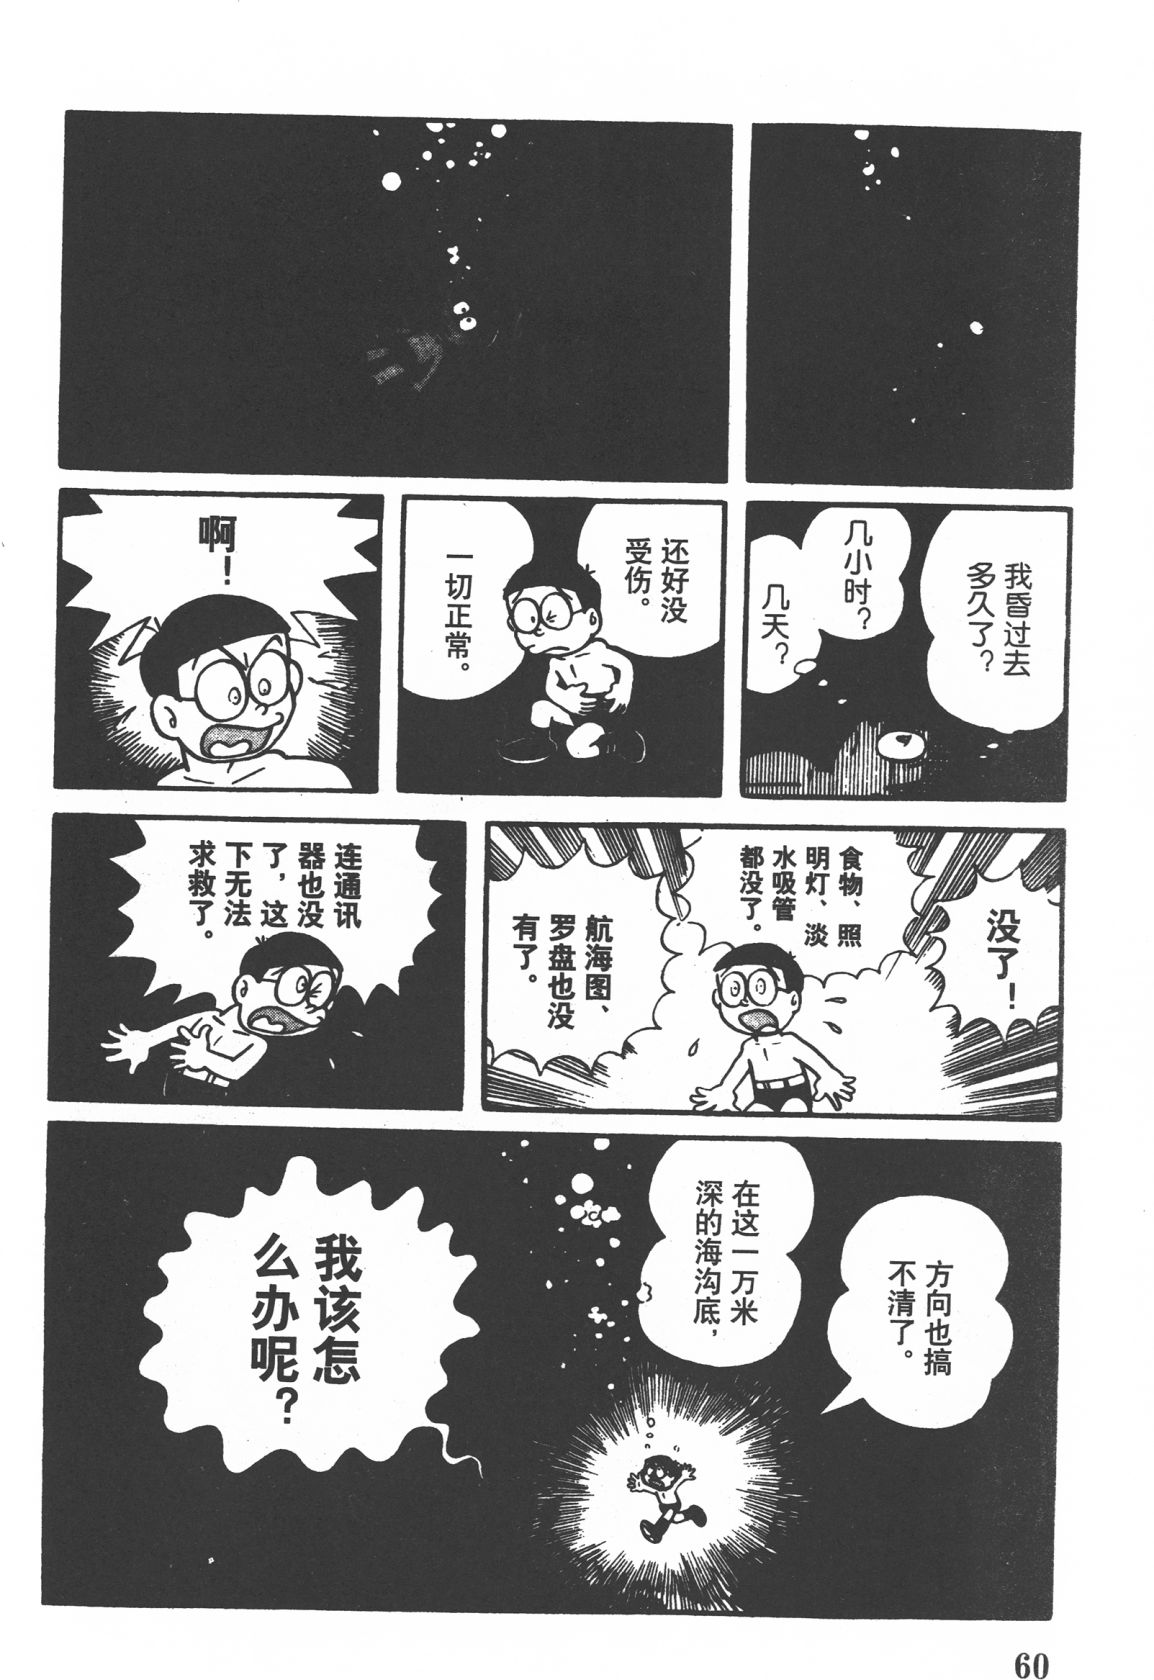 我昏过去
多久了？
几小时？
几天？
还好没
受伤。
一切正常。
啊！
没了！
食物、照
明灯、淡
水吸管
都没了。
航海图、
罗盘也没
有了。
连通讯
器也没
了，这
下无法
求救了。
方向也搞
不清了。
在这一万米
深的海沟底，
我该怎
么办呢？
60